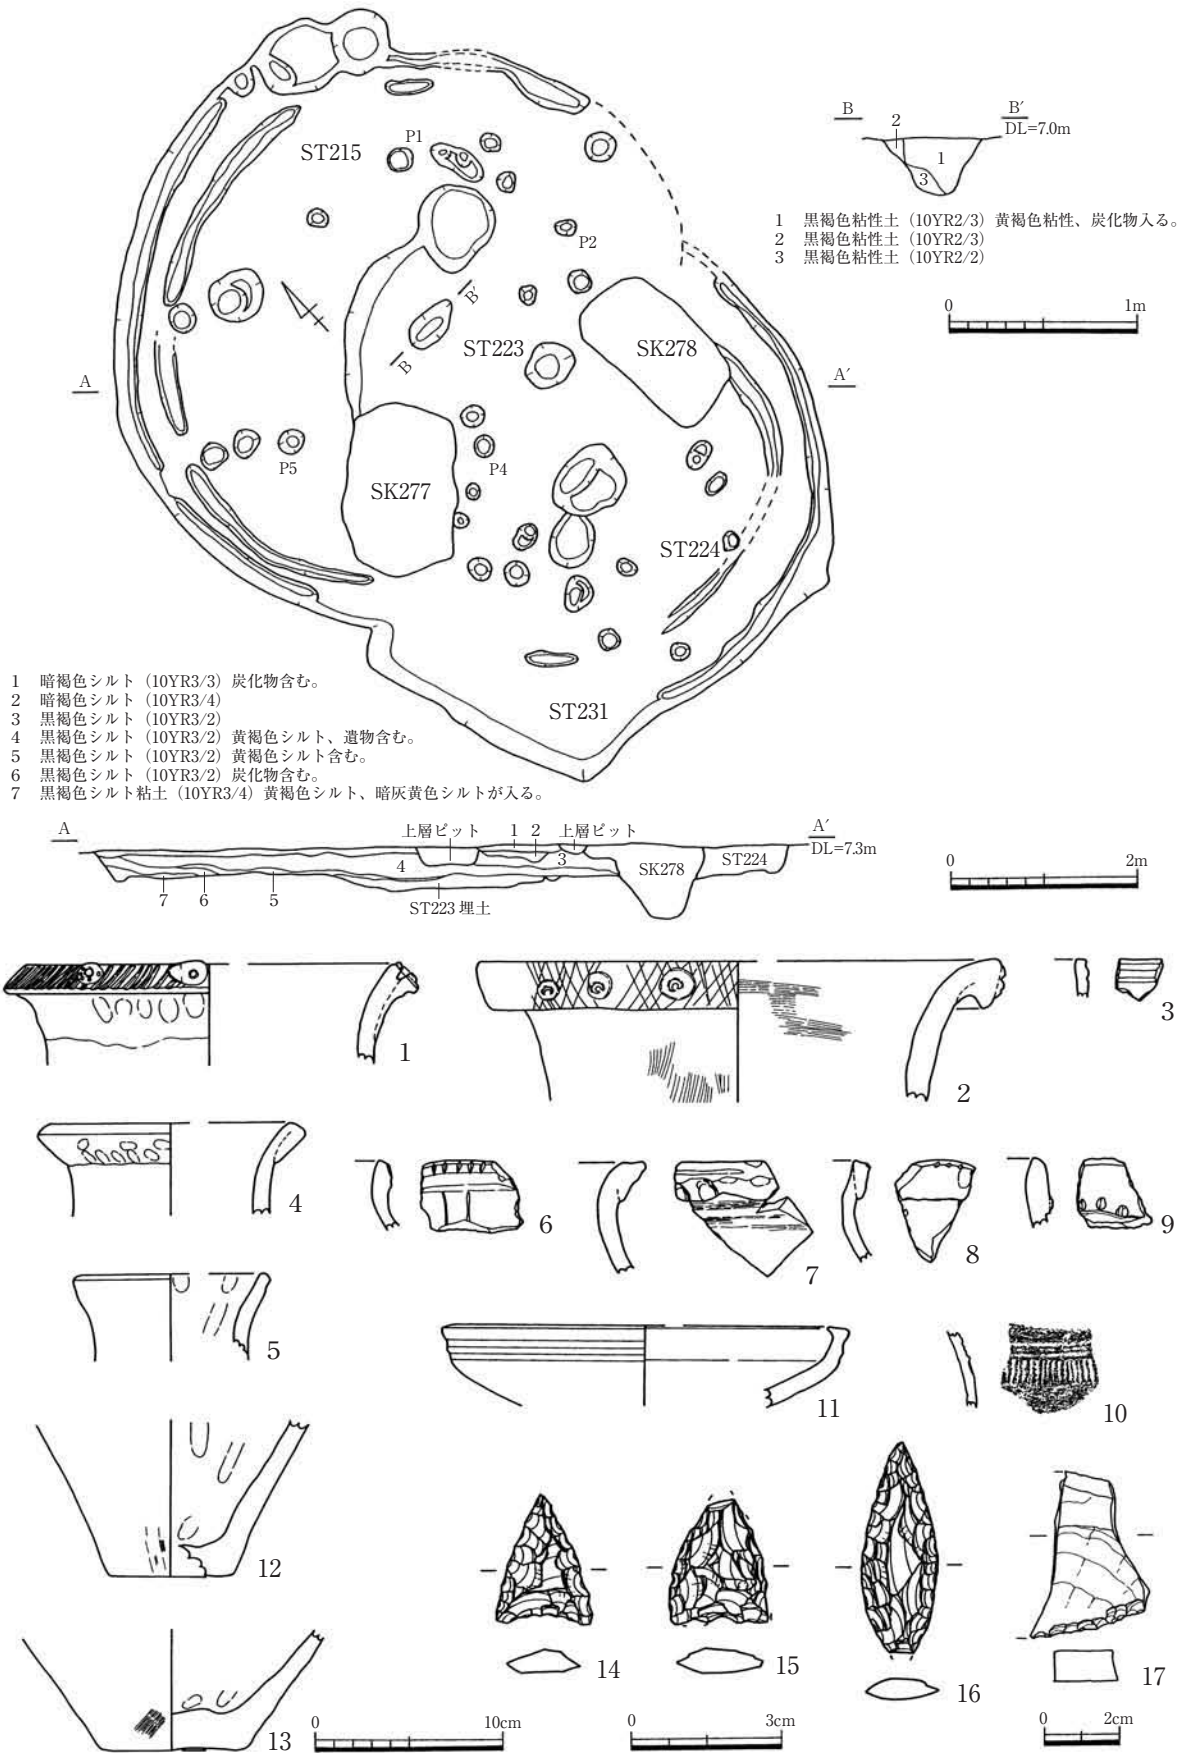 ST215
P1
P2
B B′
DL=7.0m
2
1
3
1 黒褐色粘性土（10YR2/3）黄褐色粘性、炭化物入る。
2 黒褐色粘性土（10YR2/3）
3 黒褐色粘性土（10YR2/2）
0 1m
B′
B
ST223
SK278
A A′
P5
P4
SK277
ST224
ST231
1 暗褐色シルト（10YR3/3）炭化物含む。
2 暗褐色シルト（10YR3/4）
3 黒褐色シルト（10YR3/2）
4 黒褐色シルト（10YR3/2）黄褐色シルト、遺物含む。
5 黒褐色シルト（10YR3/2）黄褐色シルト含む。
6 黒褐色シルト（10YR3/2）炭化物含む。
7 黒褐色シルト粘土（10YR3/4）黄褐色シルト、暗灰黄色シルトが入る。
A 上層ピット 1 2 上層ピット A′
DL=7.3m
4 3 SK278 ST224
7 6 5 ST223 埋土
0 2m
1
2
3
4
6
7
8
9
5
11
10
12
14
15
16
17
13
0 10cm
0 3cm
0 2cm